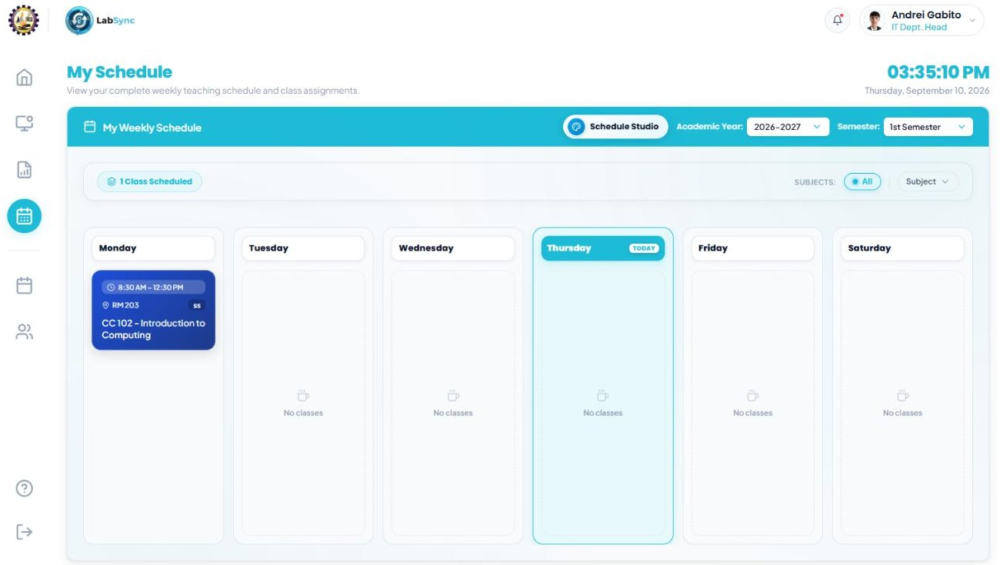 LabSync
Andrei Gabito
IT Dept. Head
My Schedule
03:35:10 PM
View your complete weekly teaching schedule and class assignments.
Thursday, September 10, 2026
My Weekly Schedule
Schedule Studio
Academic Year:
2026-2027
Semester:
1st Semester
1 Class Scheduled
SUBJECTS:
All
Subject
Monday
Tuesday
Wednesday
Thursday
TODAY
Friday
Saturday
8:30 AM - 12:30 PM
RM 203
SS
CC 102 - Introduction to
Computing
No classes
No classes
No classes
No classes
No classes